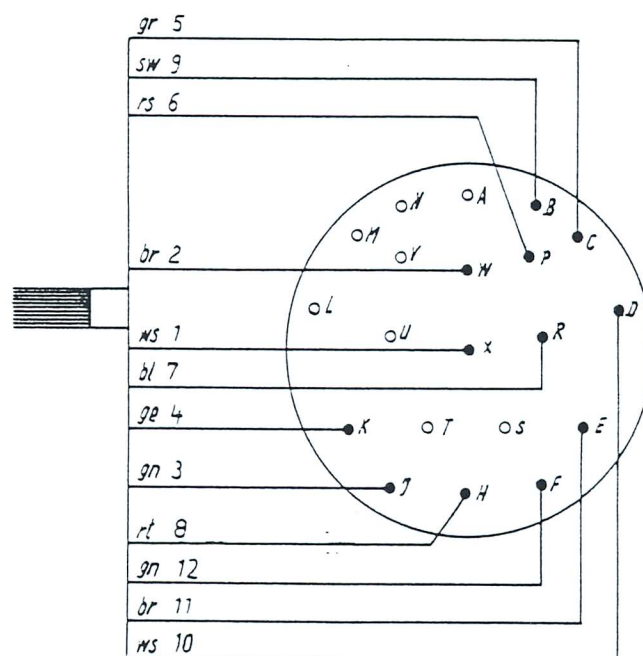 gr 5
sw 9
rs 6
N A B
M C
V P
br 2 W
L D
U R
ws 1 X
bl 7
ge 4 K T S E
gn 3 J H F
rt 8
gn 12
br 11
ws 10